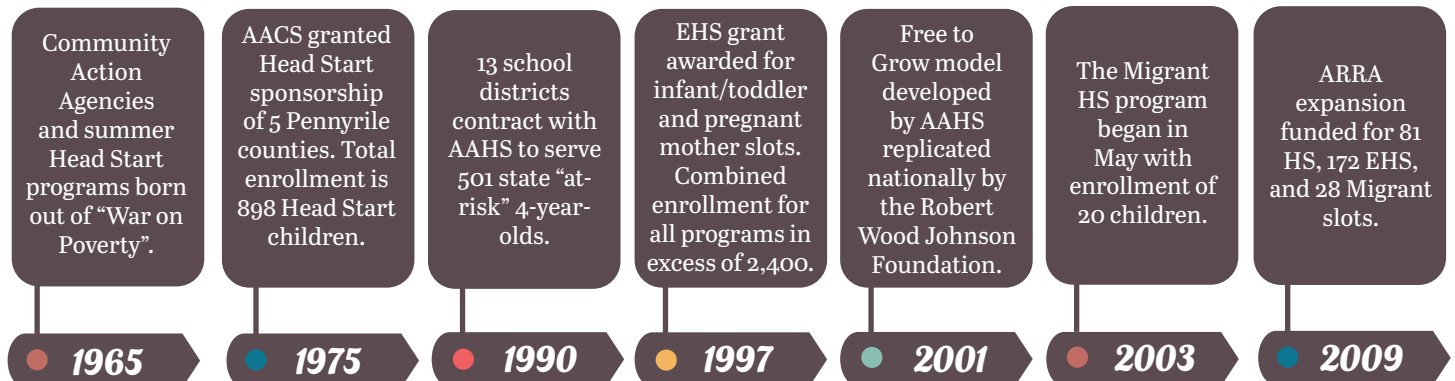 Community
Action
Agencies
and summer
Head Start
programs born
out of “War on
Poverty”.
1965
AACS granted
Head Start
sponsorship
of 5 Pennyrile
counties. Total
enrollment is
898 Head Start
children.
1975
13 school
districts
contract with
AAHS to serve
501 state “at-
risk” 4-year-
olds.
1990
EHS grant
awarded for
infant/toddler
and pregnant
mother slots.
Combined
enrollment for
all programs in
excess of 2,400.
1997
Free to
Grow model
developed
by AAHS
replicated
nationally by
the Robert
Wood Johnson
Foundation.
2001
The Migrant
HS program
began in
May with
enrollment of
20 children.
2003
ARRA
expansion
funded for 81
HS, 172 EHS,
and 28 Migrant
slots.
2009